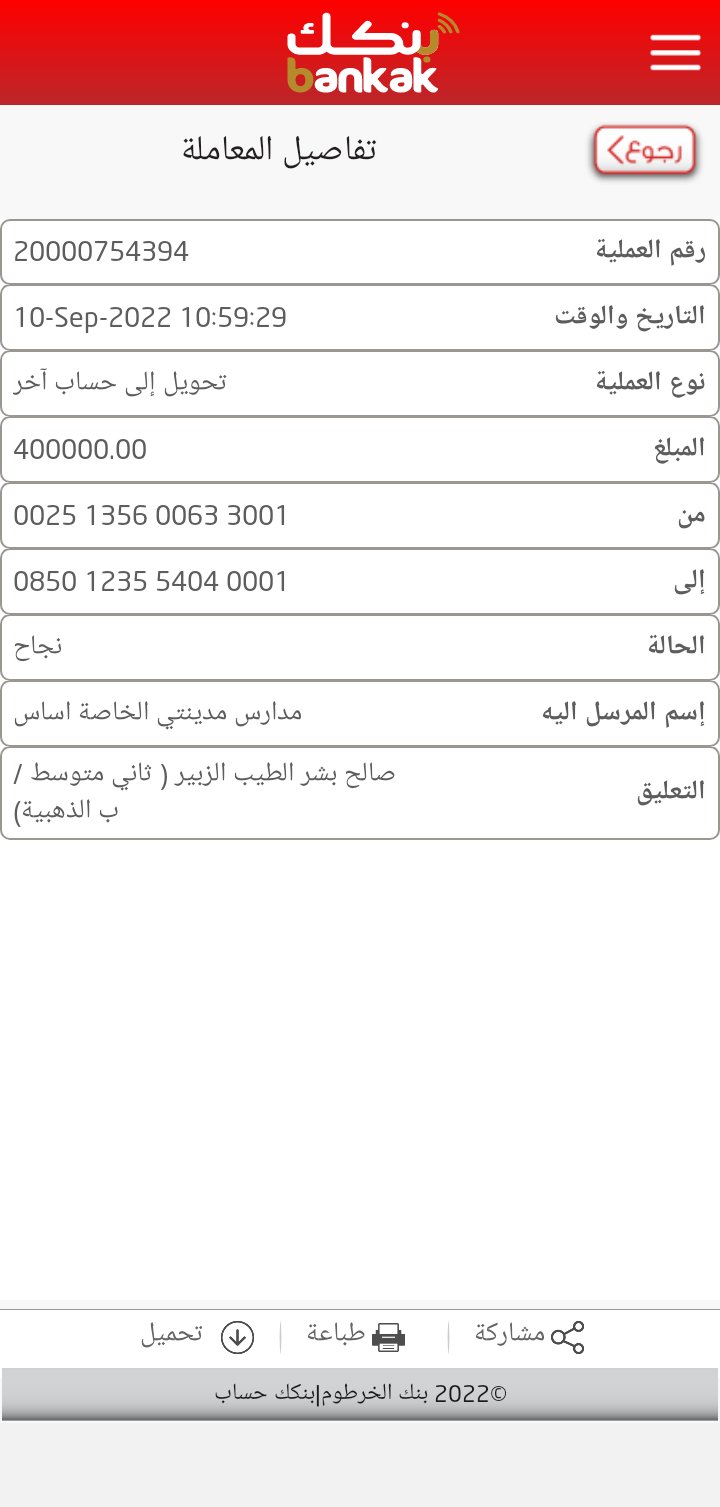 بنكك
bankak
رجوع
تفاصيل المعاملة
رقم العملية 20000754394
التاريخ والوقت 10-Sep-2022 10:59:29
نوع العملية تحويل إلى حساب آخر
المبلغ 400000.00
من 0025 1356 0063 3001
إلى 0850 1235 5404 0001
الحالة نجاح
إسم المرسل اليه مدارس مدينتي الخاصة اساس
التعليق صالح بشر الطيب الزبير ( ثاني متوسط /
ب الذهبية)
مشاركة طباعة تحميل
©2022 بنك الخرطوم|بنكك حساب